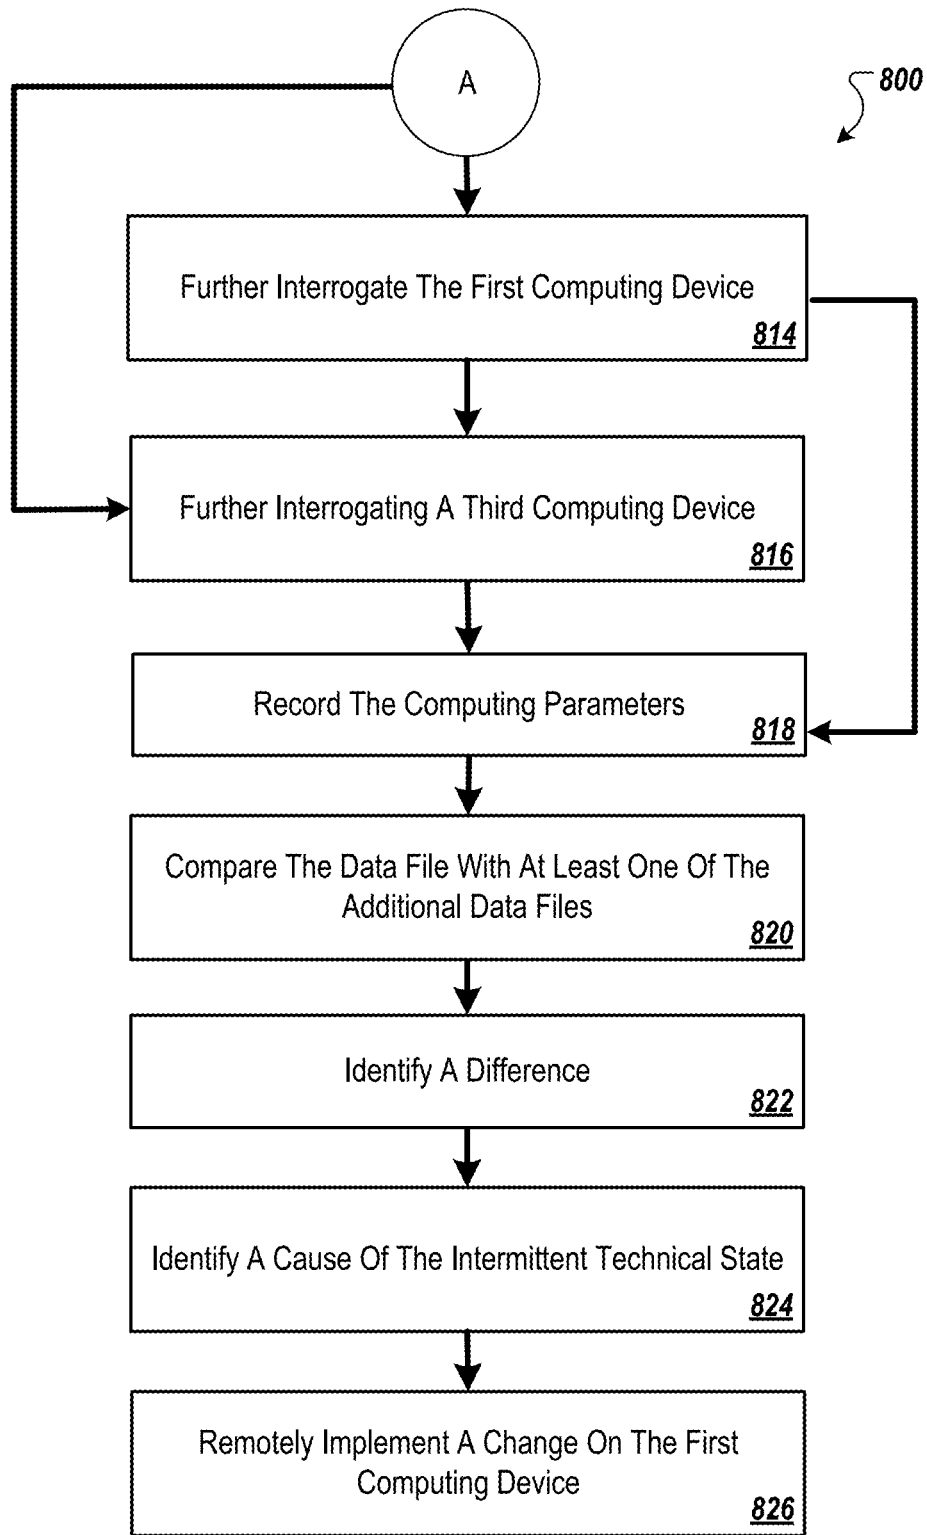 A
800
Further Interrogate The First Computing Device
814
Further Interrogating A Third Computing Device
816
Record The Computing Parameters
818
Compare The Data File With At Least One Of The
Additional Data Files
820
Identify A Difference
822
Identify A Cause Of The Intermittent Technical State
824
Remotely Implement A Change On The First
Computing Device
826